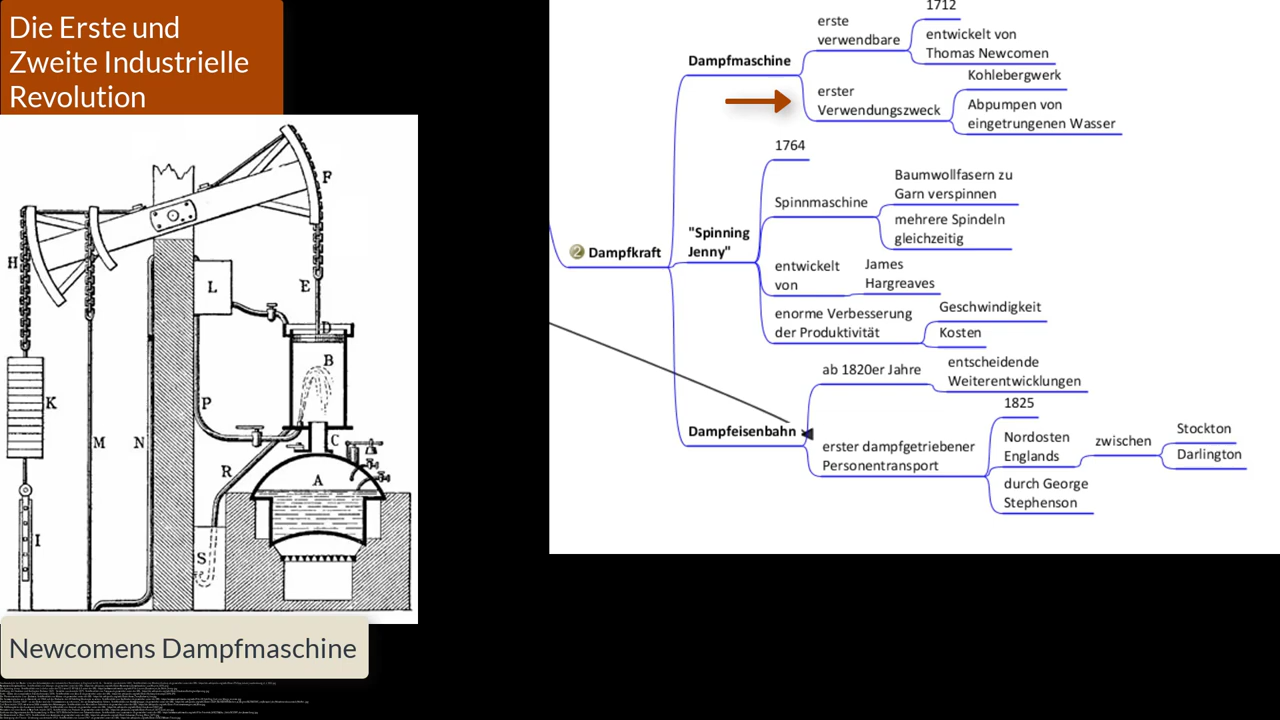 Die Erste und
Zweite Industrielle
Revolution
F
H
L
E
D
B
K
P
M
N
C
R
A
I
S
Newcomens Dampfmaschine
2 Dampfkraft
Dampfmaschine
erste
verwendbare
1712
entwickelt von
Thomas Newcomen
erster
Verwendungszweck
Kohlebergwerk
Abpumpen von
eingetrungenen Wasser
"Spinning
Jenny"
1764
Spinnmaschine
Baumwollfasern zu
Garn verspinnen
mehrere Spindeln
gleichzeitig
entwickelt
von
James
Hargreaves
enorme Verbesserung
der Produktivität
Geschwindigkeit
Kosten
Dampfeisenbahn
ab 1820er Jahre
entscheidende
Weiterentwicklungen
erster dampfgetriebener
Personentransport
1825
Nordosten
Englands
zwischen
Stockton
Darlington
durch George
Stephenson